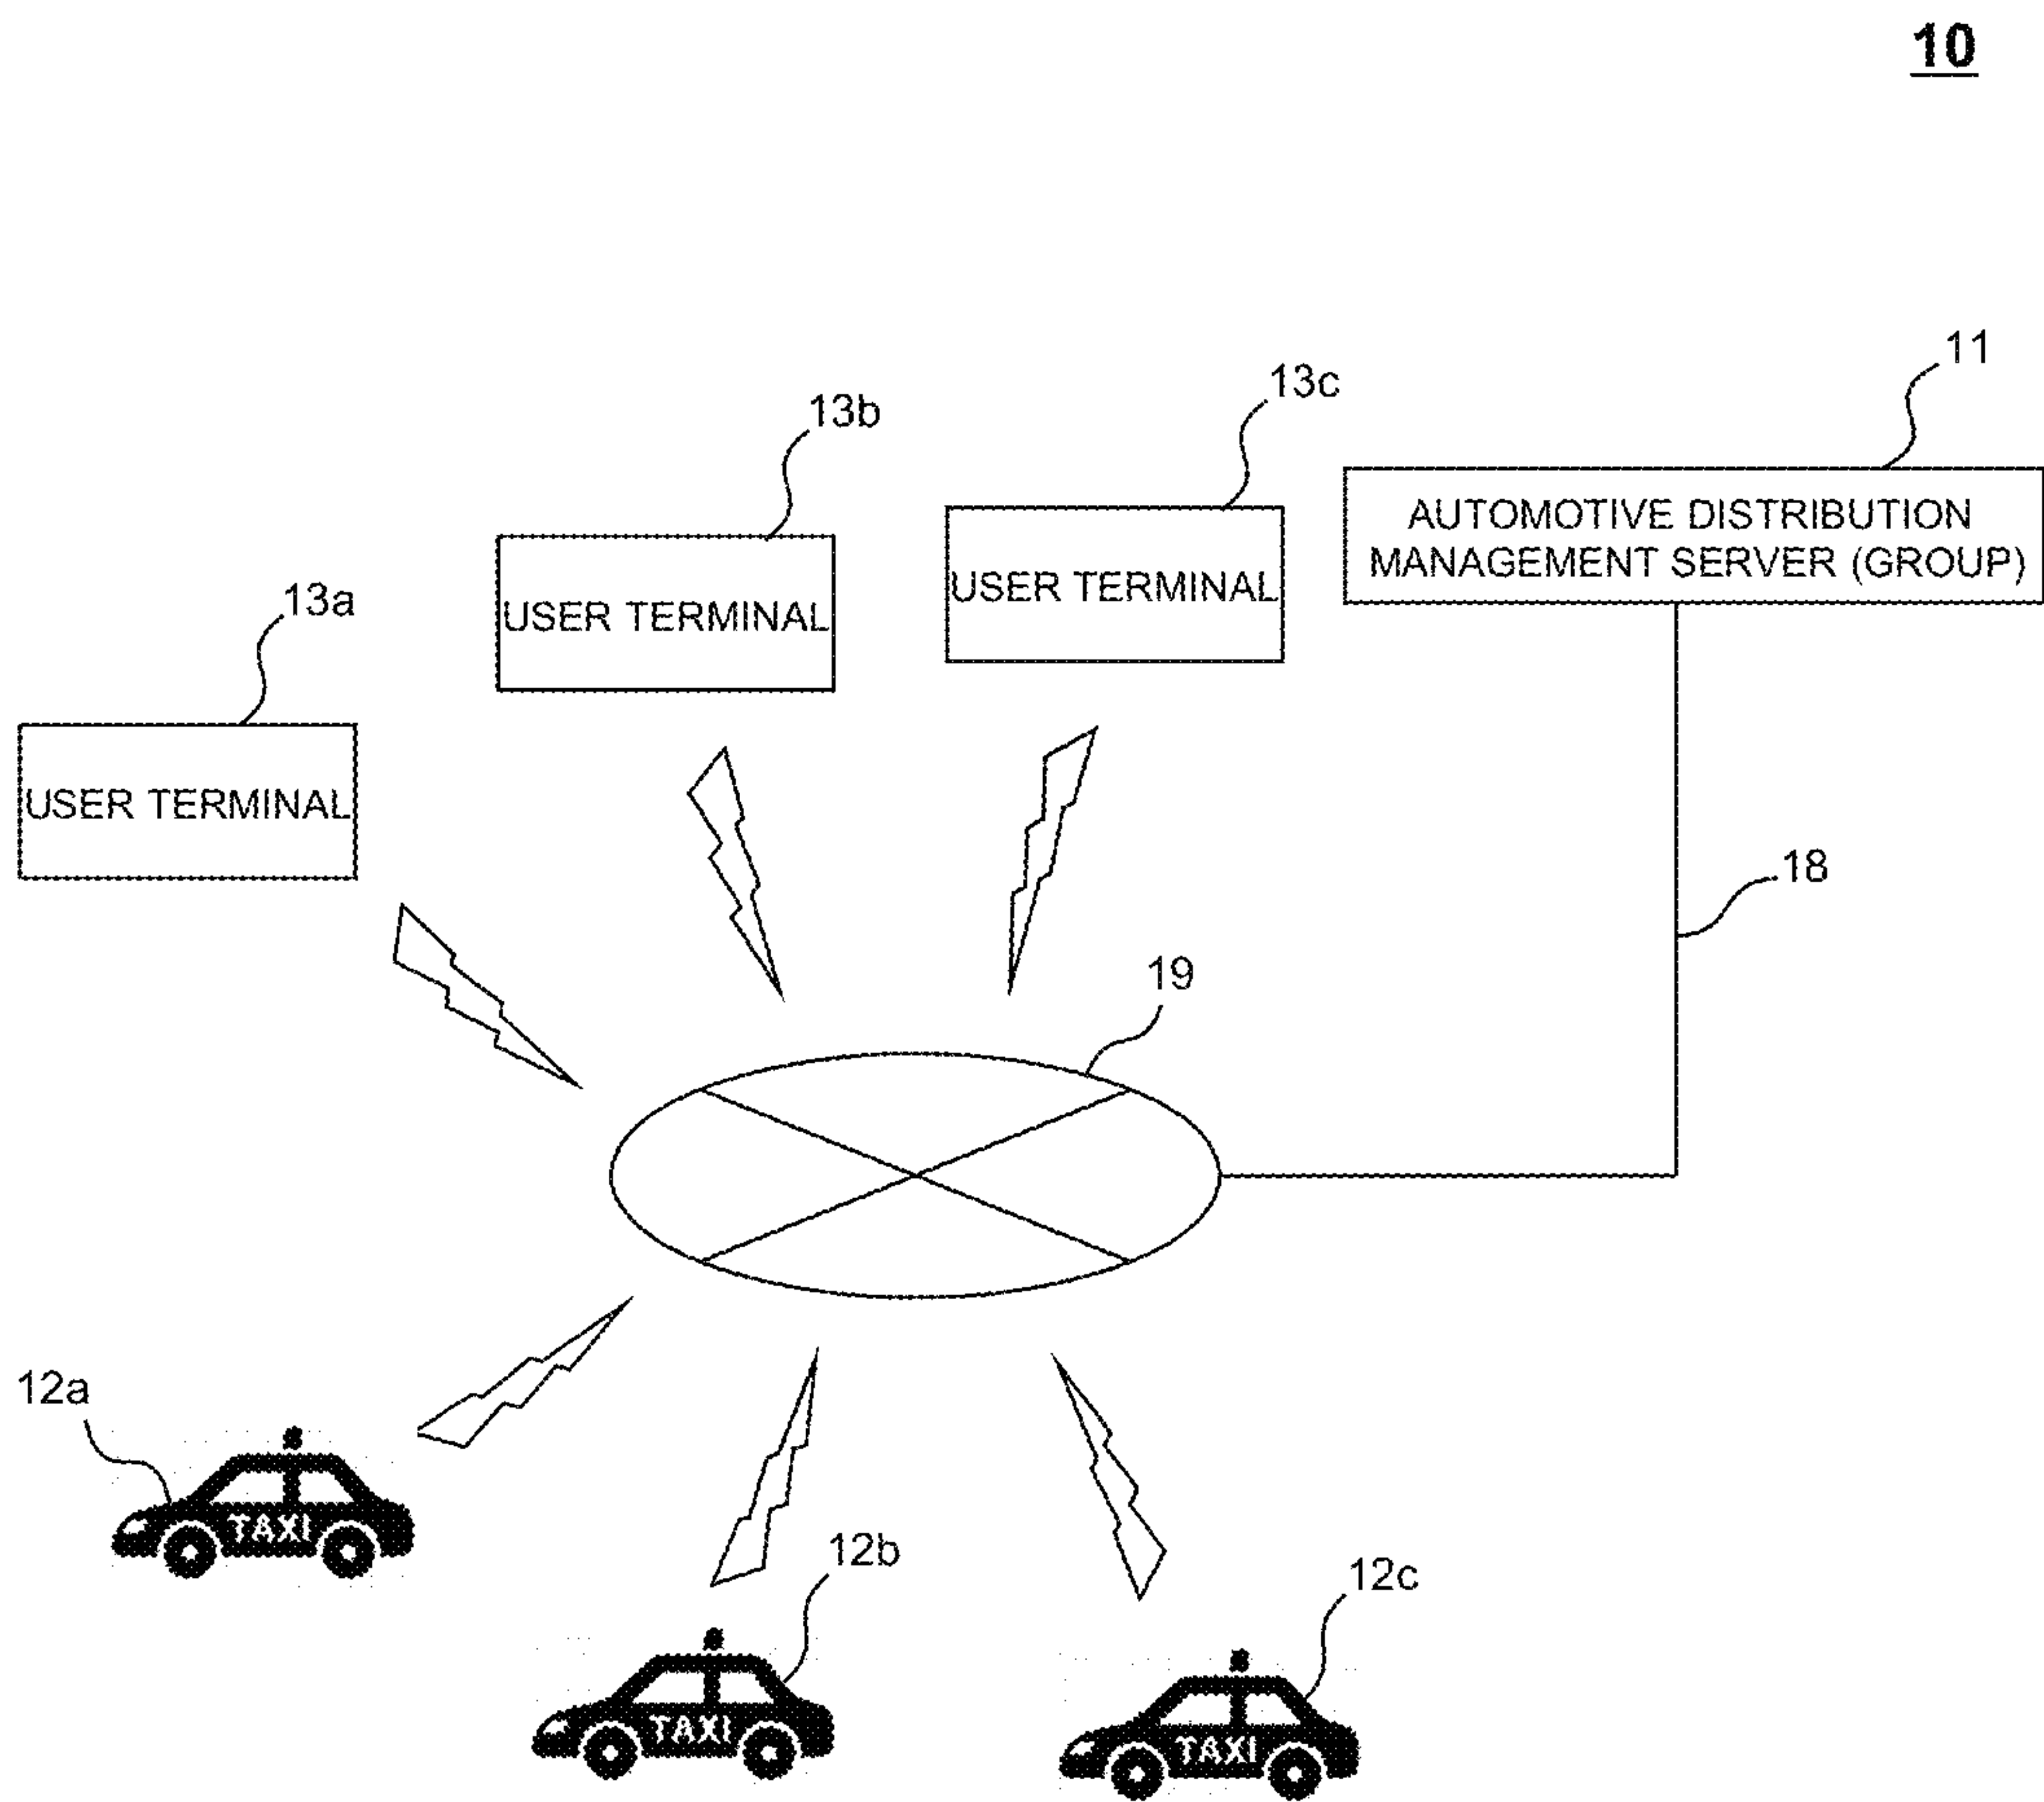 10
11
13c
13b
AUTOMOTIVE DISTRIBUTION
MANAGEMENT SERVER (GROUP)
USER TERMINAL
USER TERMINAL
13a
USER TERMINAL
18
19
12a
TAXI
12b
TAXI
12c
TAXI